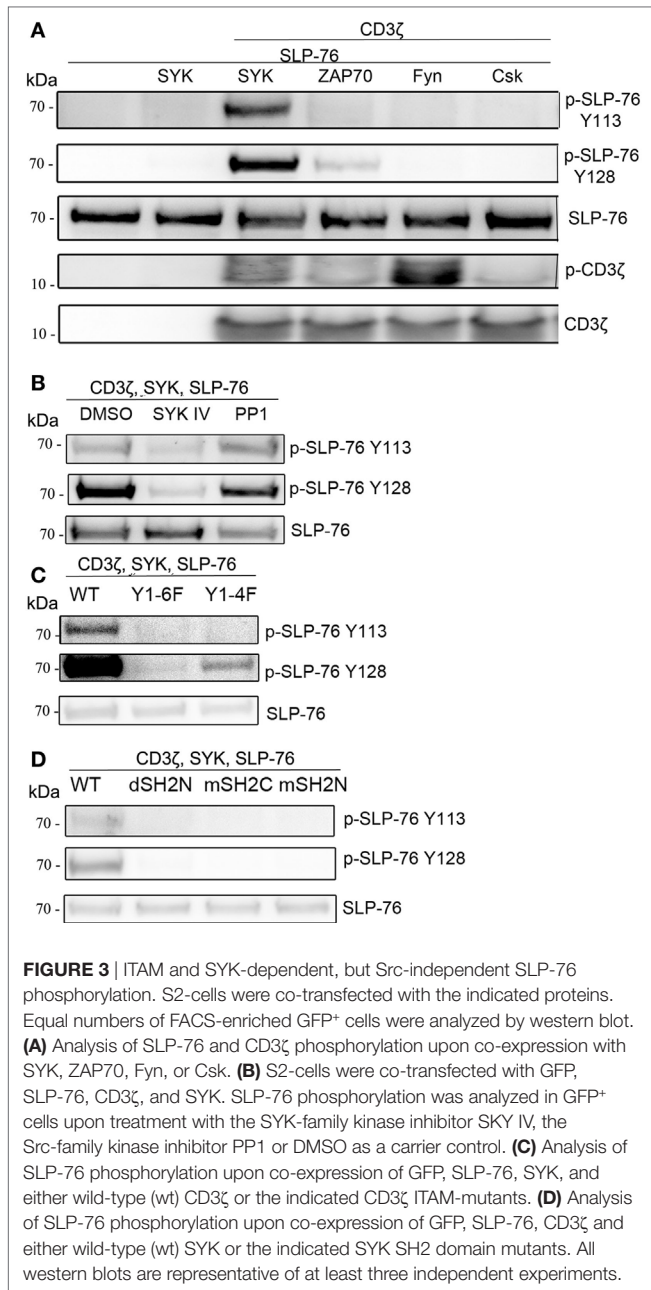 A
CD3ζ
SLP-76
kDa SYK SYK ZAP70 Fyn Csk
70 - p-SLP-76 Y113
70 - p-SLP-76 Y128
70 - SLP-76
10 - p-CD3ζ
10 - CD3ζ
B
CD3ζ, SYK, SLP-76
kDa DMSO SYK IV PP1
70 - p-SLP-76 Y113
70 - p-SLP-76 Y128
70 - SLP-76
C
CD3ζ, SYK, SLP-76
kDa WT Y1-6F Y1-4F
70 - p-SLP-76 Y113
70 - p-SLP-76 Y128
70 - SLP-76
D
CD3ζ, SYK, SLP-76
kDa WT dSH2N mSH2C mSH2N
70 - p-SLP-76 Y113
70 - p-SLP-76 Y128
70 - SLP-76
FIGURE 3 | ITAM and SYK-dependent, but Src-independent SLP-76
phosphorylation. S2-cells were co-transfected with the indicated proteins.
Equal numbers of FACS-enriched GFP⁺ cells were analyzed by western blot.
(A) Analysis of SLP-76 and CD3ζ phosphorylation upon co-expression with
SYK, ZAP70, Fyn, or Csk. (B) S2-cells were co-transfected with GFP,
SLP-76, CD3ζ, and SYK. SLP-76 phosphorylation was analyzed in GFP⁺
cells upon treatment with the SYK-family kinase inhibitor SKY IV, the
Src-family kinase inhibitor PP1 or DMSO as a carrier control. (C) Analysis of
SLP-76 phosphorylation upon co-expression of GFP, SLP-76, SYK, and
either wild-type (wt) CD3ζ or the indicated CD3ζ ITAM-mutants. (D) Analysis
of SLP-76 phosphorylation upon co-expression of GFP, SLP-76, CD3ζ and
either wild-type (wt) SYK or the indicated SYK SH2 domain mutants. All
western blots are representative of at least three independent experiments.